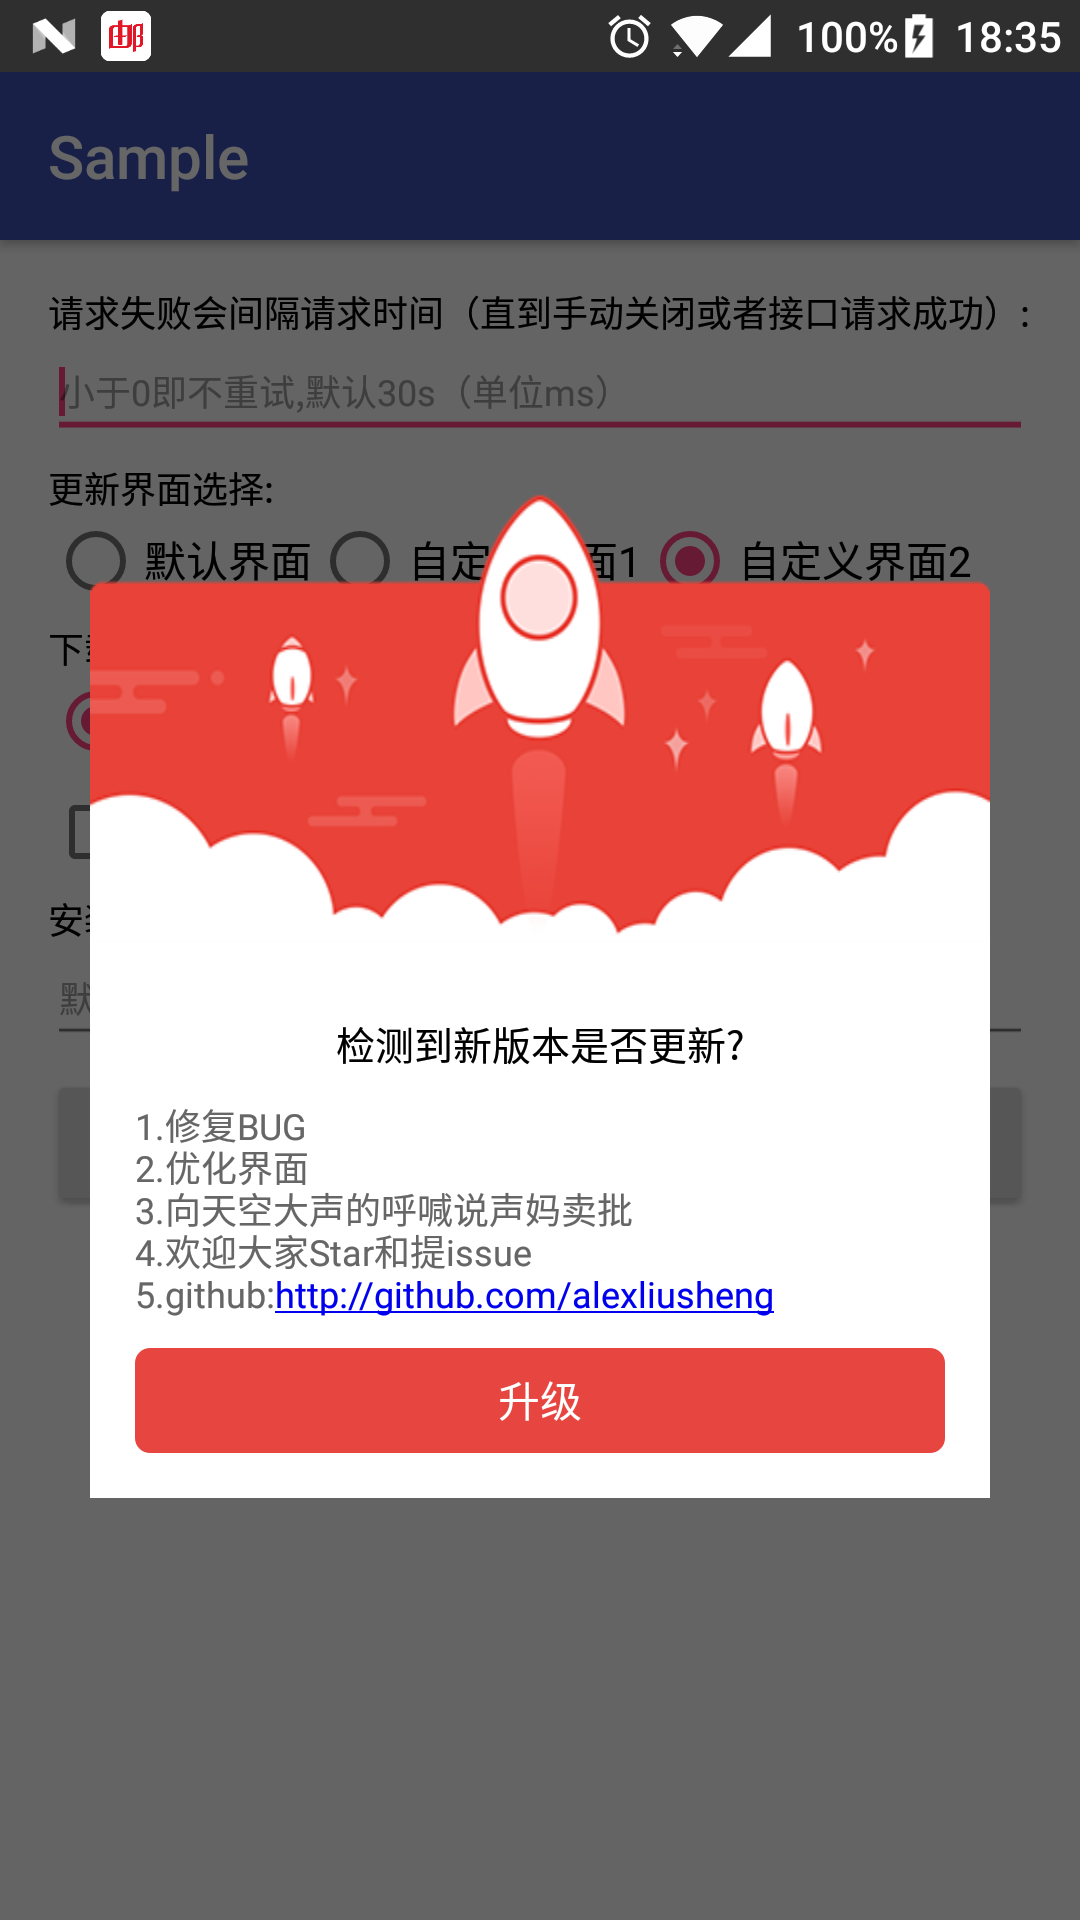 100% 18:35
Sample
请求失败会间隔请求时间（直到手动关闭或者接口请求成功）:
小于0即不重试,默认30s（单位ms）
更新界面选择:
默认界面 自定 面1 自定义界面2
下
安
默
检测到新版本是否更新?
1.修复BUG
2.优化界面
3.向天空大声的呼喊说声妈卖批
4.欢迎大家Star和提issue
5.github:http://github.com/alexliusheng
升级